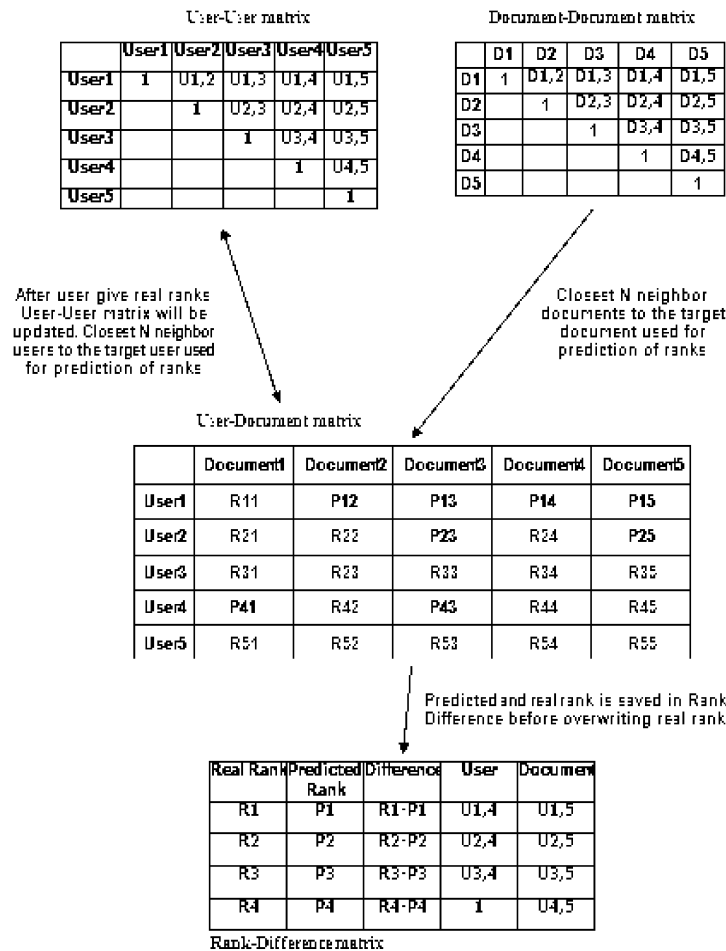 User-User matrix
User1 User2 User3 User4 User5
User1 1 U1,2 U1,3 U1,4 U1,5
User2 1 U2,3 U2,4 U2,5
User3 1 U3,4 U3,5
User4 1 U4,5
User5 1
Document-Document matrix
D1 D2 D3 D4 D5
D1 1 D1,2 D1,3 D1,4 D1,5
D2 1 D2,3 D2,4 D2,5
D3 1 D3,4 D3,5
D4 1 D4,5
D5 1
After user give real ranks
User-User matrix will be
updated. Closest N neighbor
users to the target user used
for prediction of ranks
Closest N neighbor
documents to the target
document used for
prediction of ranks
User-Document matrix
Document1 Document2 Document3 Document4 Document5
User1 R11 P12 P13 P14 P15
User2 R21 R22 P23 R24 P25
User3 R31 R23 R33 R34 R35
User4 P41 R42 P43 R44 R45
User5 R51 R52 R53 R54 R55
Predicted and real rank is saved in Rank
Difference before overwriting real rank
Real Rank Predicted Difference User Documen
Rank
R1 P1 R1-P1 U1,4 U1,5
R2 P2 R2-P2 U2,4 U2,5
R3 P3 R3-P3 U3,4 U3,5
R4 P4 R4-P4 1 U4,5
Rank-Difference matrix